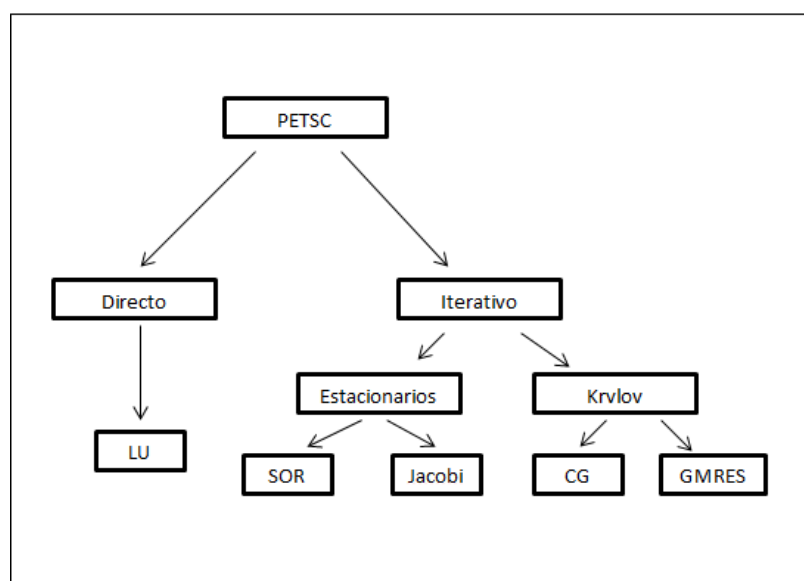 PETSC
Directo
Iterativo
Estacionarios
Krvlov
LU
SOR
Jacobi
CG
GMRES